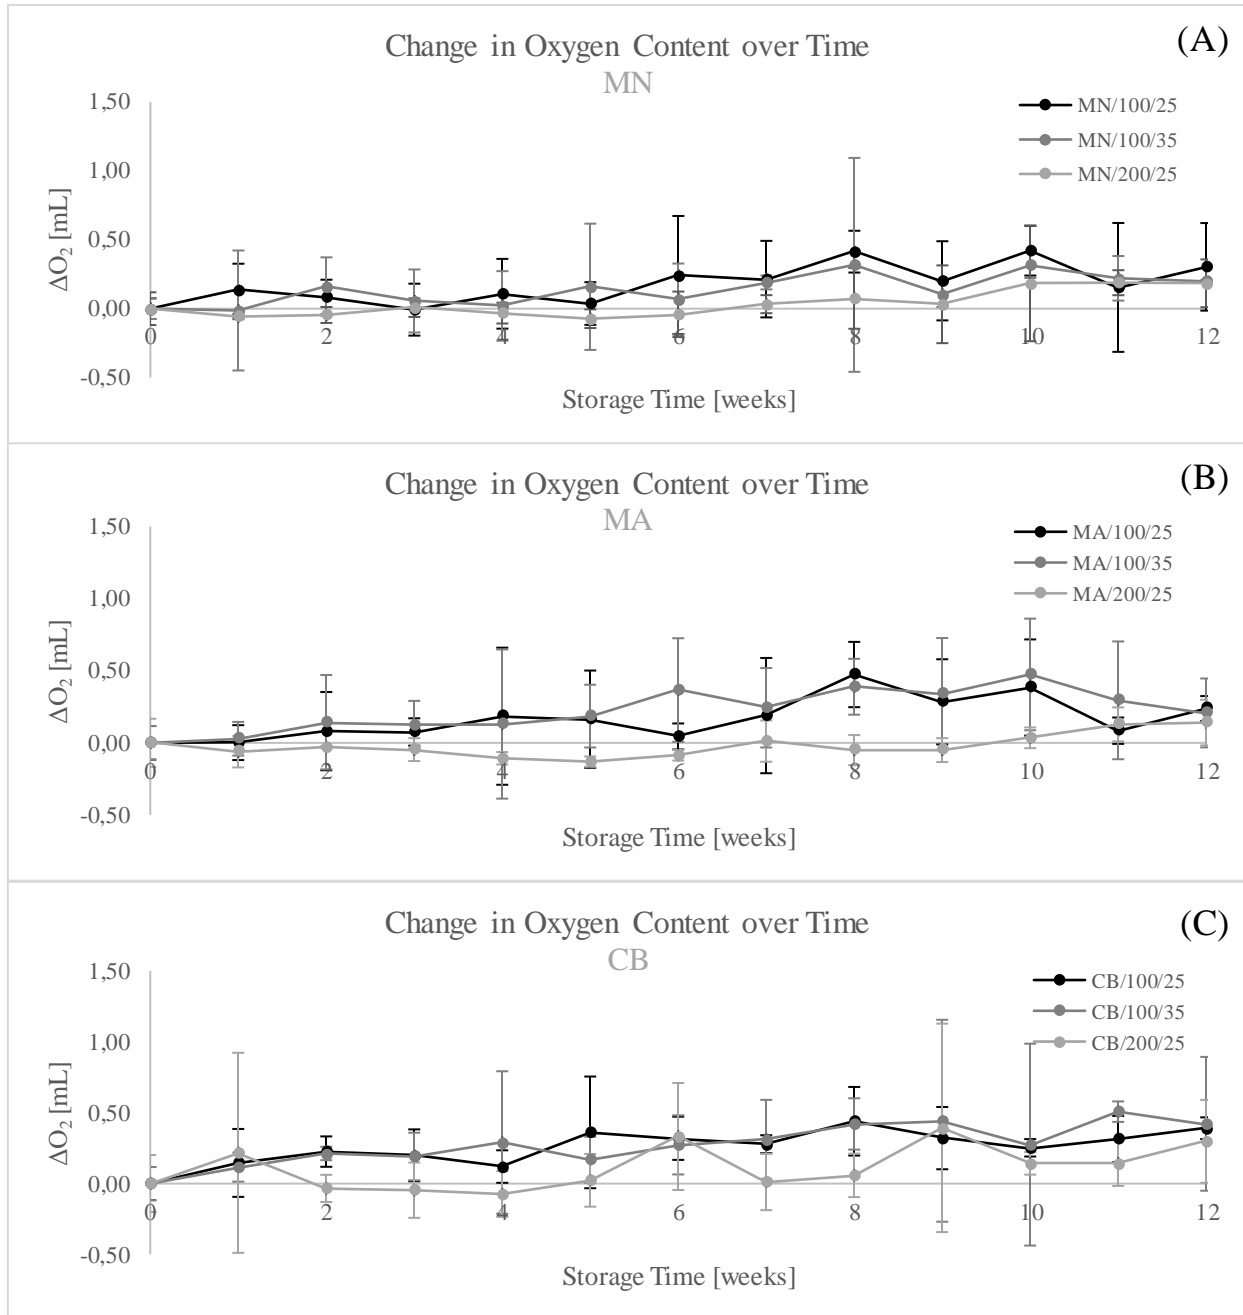 (A)
Change in Oxygen Content over Time
MN
1,50
1,00
0,50
0,00
-0,50
ΔO₂ [mL]
MN/100/25
MN/100/35
MN/200/25
0 2 4 6 8 10 12
Storage Time [weeks]
(B)
Change in Oxygen Content over Time
MA
1,50
1,00
0,50
0,00
-0,50
ΔO₂ [mL]
MA/100/25
MA/100/35
MA/200/25
0 2 4 6 8 10 12
Storage Time [weeks]
(C)
Change in Oxygen Content over Time
CB
1,50
1,00
0,50
0,00
-0,50
ΔO₂ [mL]
CB/100/25
CB/100/35
CB/200/25
0 2 4 6 8 10 12
Storage Time [weeks]